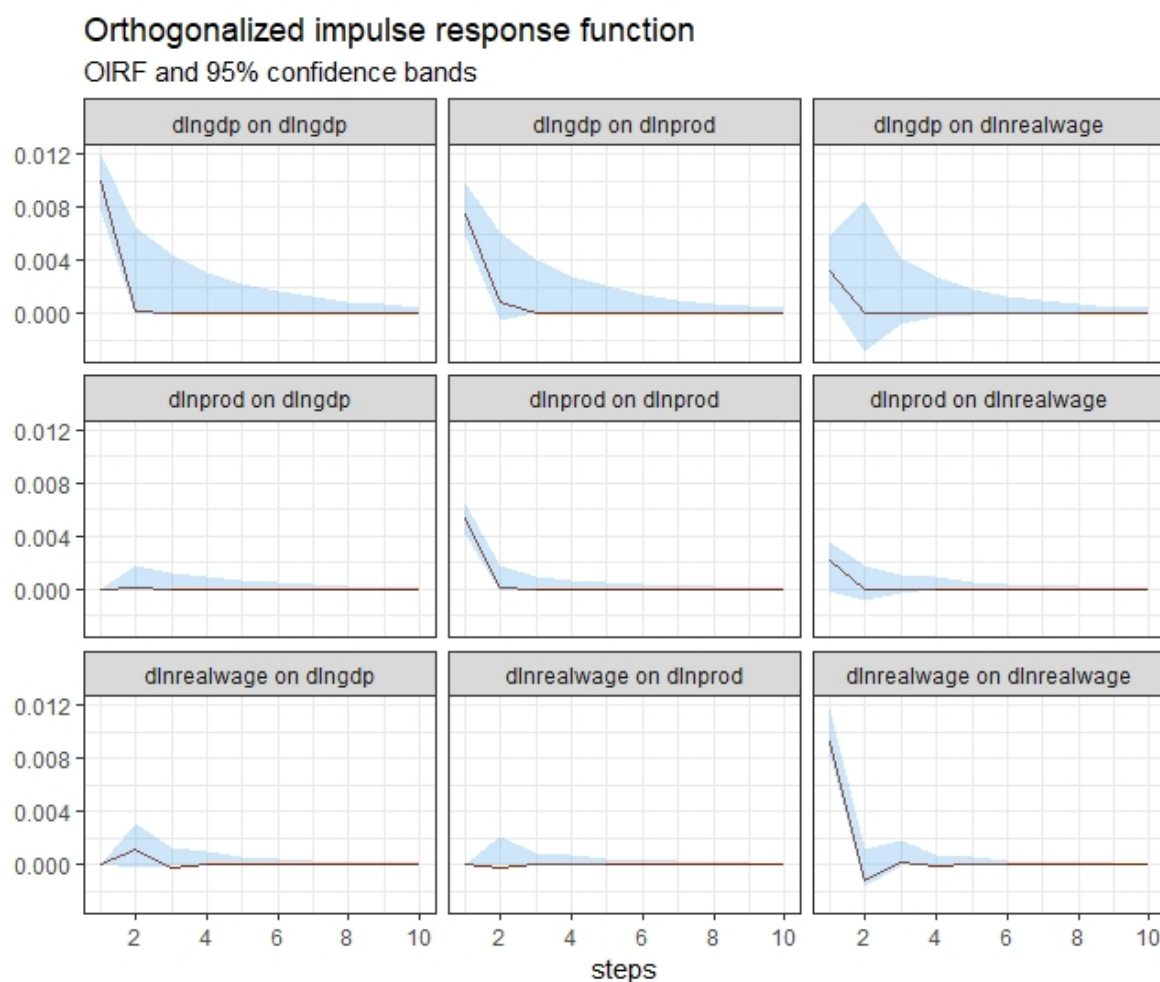 Orthogonalized impulse response function
OIRF and 95% confidence bands
dlngdp on dlngdp
dlngdp on dlnprod
dlngdp on dlnrealwage
0.012
0.008
0.004
0.000
dlnprod on dlngdp
dlnprod on dlnprod
dlnprod on dlnrealwage
0.012
0.008
0.004
0.000
dlnrealwage on dlngdp
dlnrealwage on dlnprod
dlnrealwage on dlnrealwage
0.012
0.008
0.004
0.000
2 4 6 8 10 2 4 6 8 10 2 4 6 8 10
steps